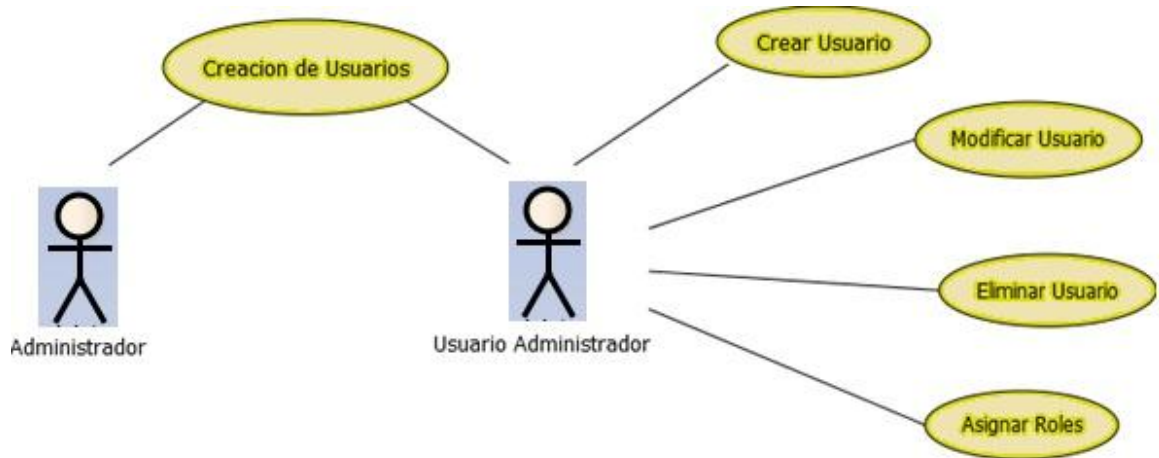 Creacion de Usuarios
Crear Usuario
Modificar Usuario
Eliminar Usuario
Asignar Roles
Administrador
Usuario Administrador